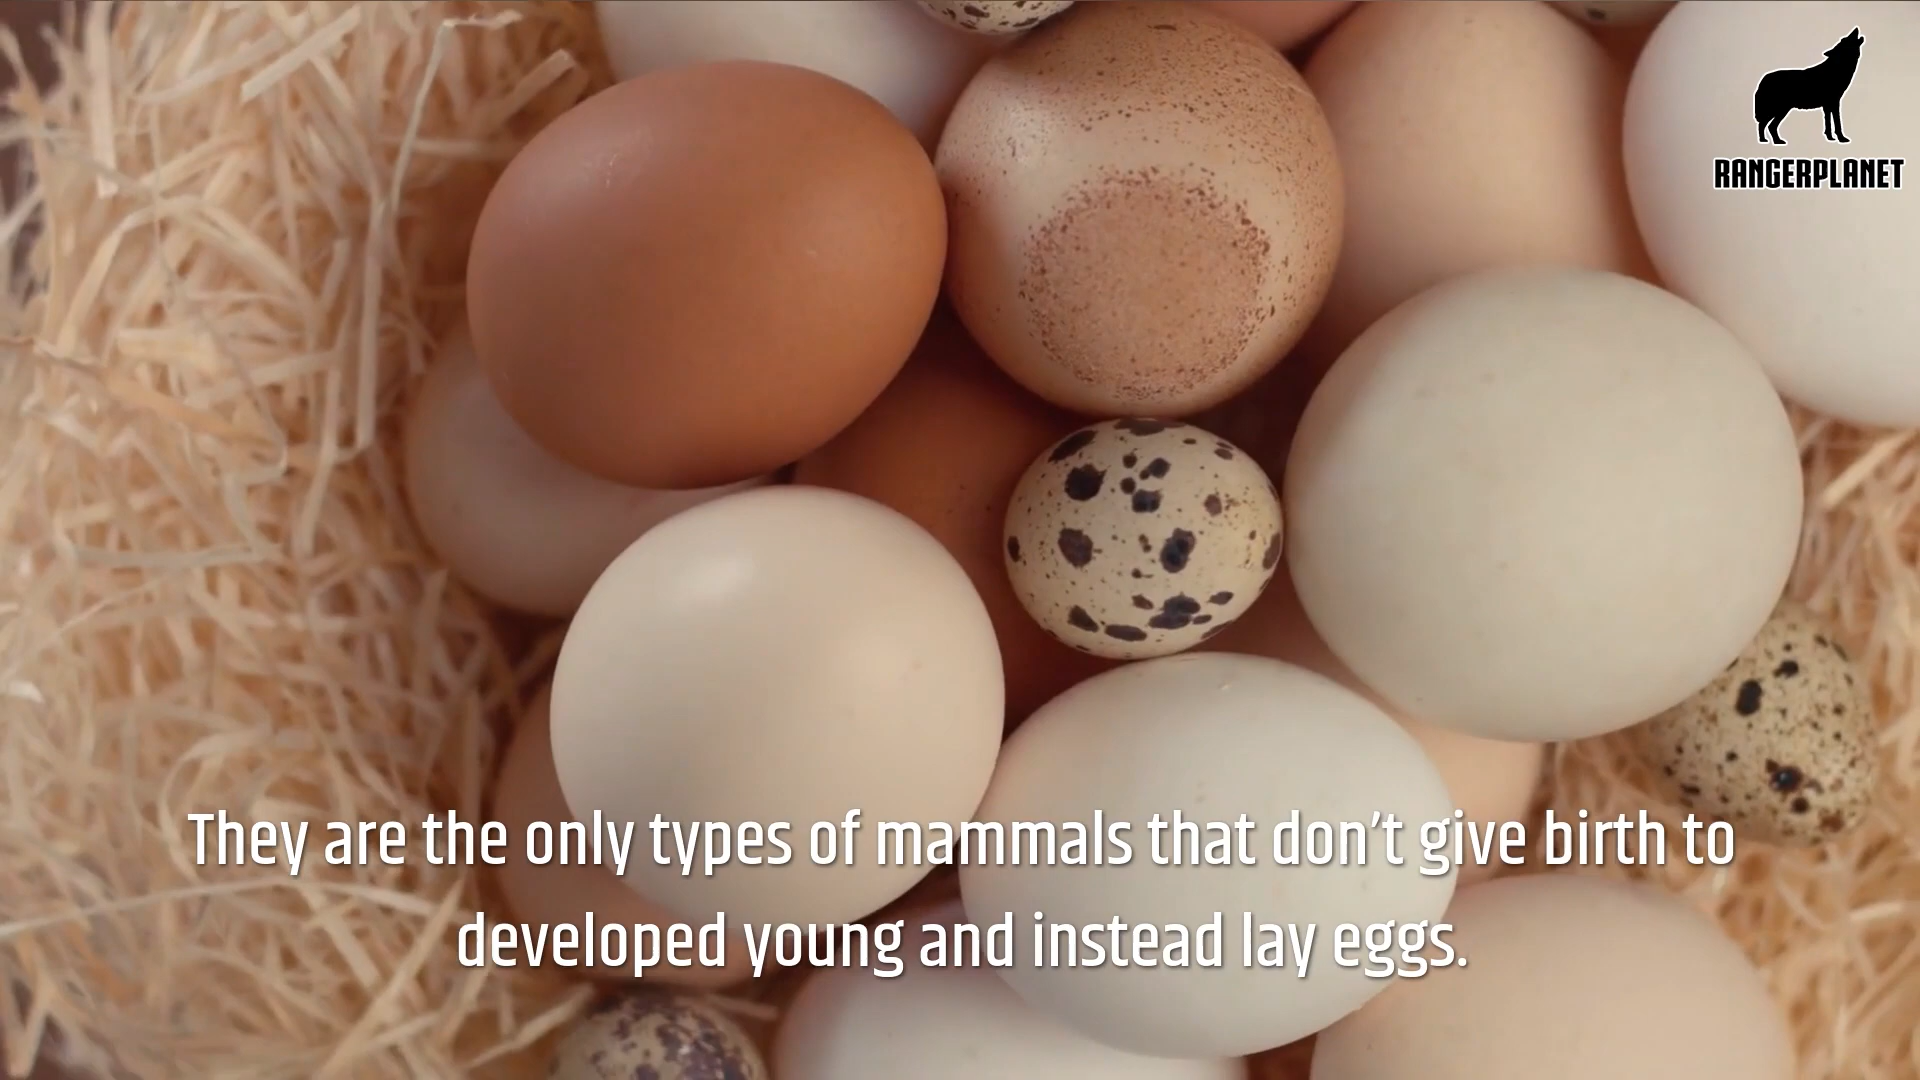 RANGERPLANET
They are the only types of mammals that don’t give birth to
developed young and instead lay eggs.